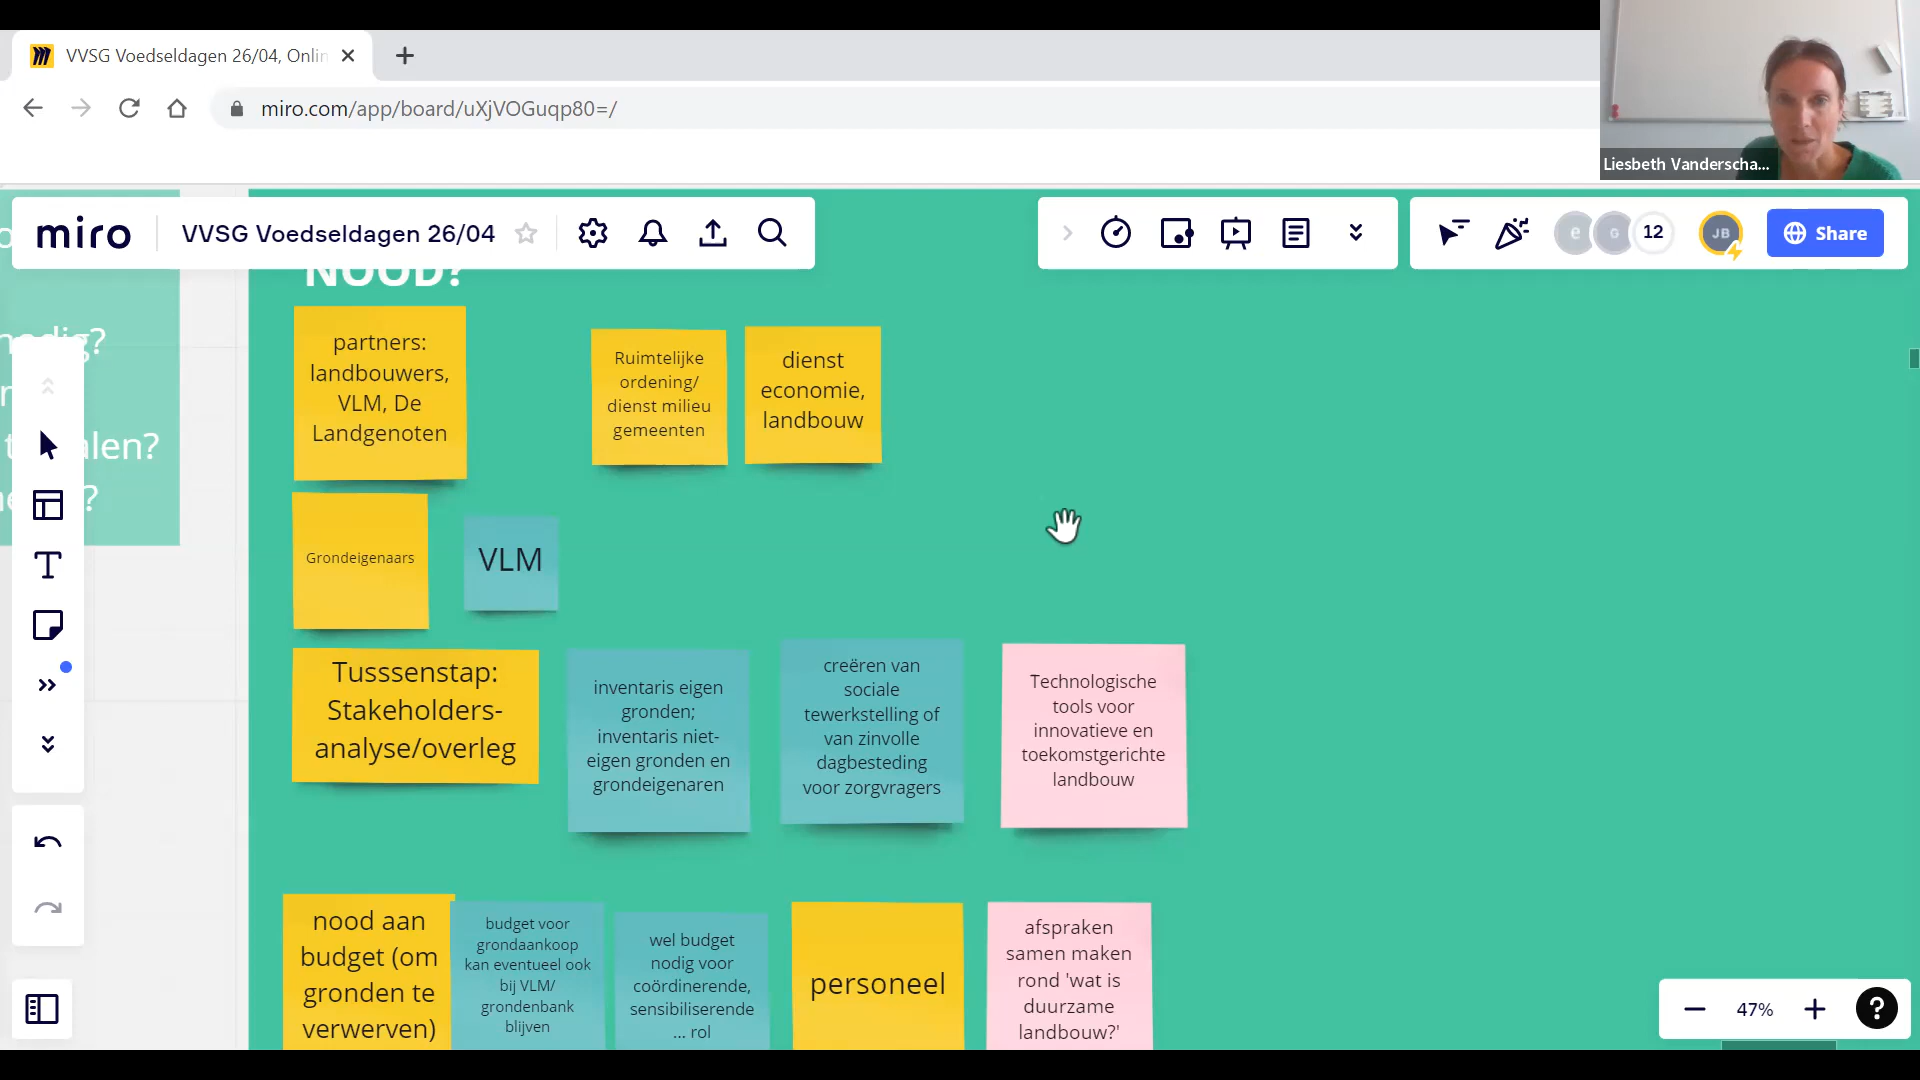 VVSG Voedseldagen 26/04, Onlin
miro.com/app/board/uXjVOGuqp80=/
Liesbeth Vanderscha...
miro
VVSG Voedseldagen 26/04
12
JB
Share
NOOD?
partners:
landbouwers,
VLM, De
Landgenoten
Ruimtelijke
ordening/
dienst milieu
gemeenten
dienst
economie,
landbouw
Grondeigenaars
VLM
Tusssenstap:
Stakeholders-
analyse/overleg
inventaris eigen
gronden;
inventaris niet-
eigen gronden en
grondeigenaren
creëren van
sociale
tewerkstelling of
van zinvolle
dagbesteding
voor zorgvragers
Technologische
tools voor
innovatieve en
toekomstgerichte
landbouw
nood aan
budget (om
gronden te
verwerven)
budget voor
grondaankoop
kan eventueel ook
bij VLM/
grondenbank
blijven
wel budget
nodig voor
coördinerende,
sensibiliserende
... rol
personeel
afspraken
samen maken
rond 'wat is
duurzame
landbouw?'
47%